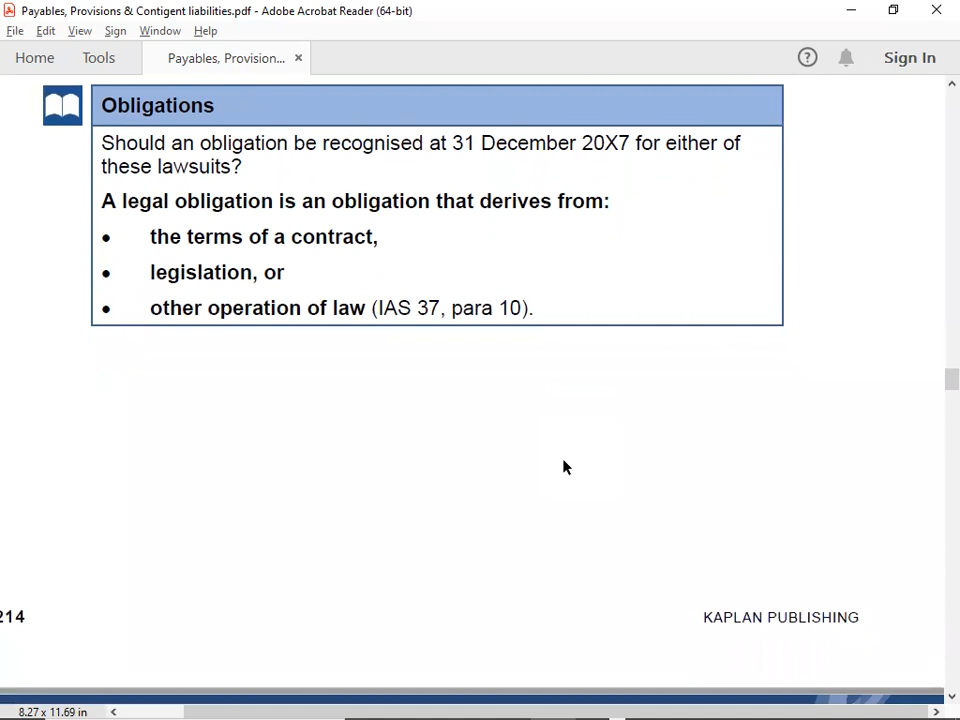 Payables, Provisions & Contigent liabilities.pdf - Adobe Acrobat Reader (64-bit)
File Edit View Sign Window Help
Home Tools Payables, Provision... × Sign In
Obligations
Should an obligation be recognised at 31 December 20X7 for either of
these lawsuits?
A legal obligation is an obligation that derives from:
• the terms of a contract,
• legislation, or
• other operation of law (IAS 37, para 10).
214 KAPLAN PUBLISHING
8.27 x 11.69 in